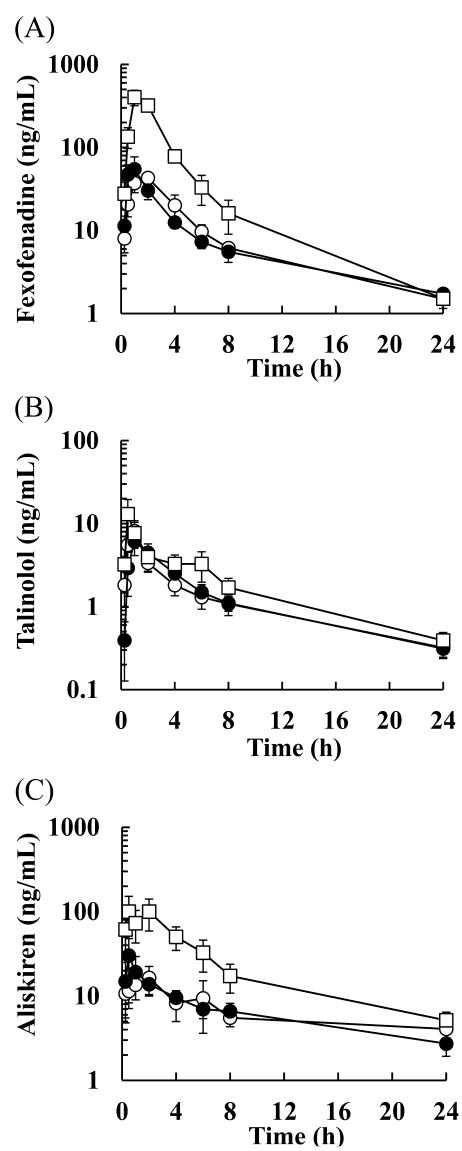 (A)
Fexofenadine (ng/mL)
1000
100
10
1
0 4 8 12 16 20 24
Time (h)
(B)
Talinolol (ng/mL)
100
10
1
0.1
0 4 8 12 16 20 24
Time (h)
(C)
Aliskiren (ng/mL)
1000
100
10
1
0 4 8 12 16 20 24
Time (h)